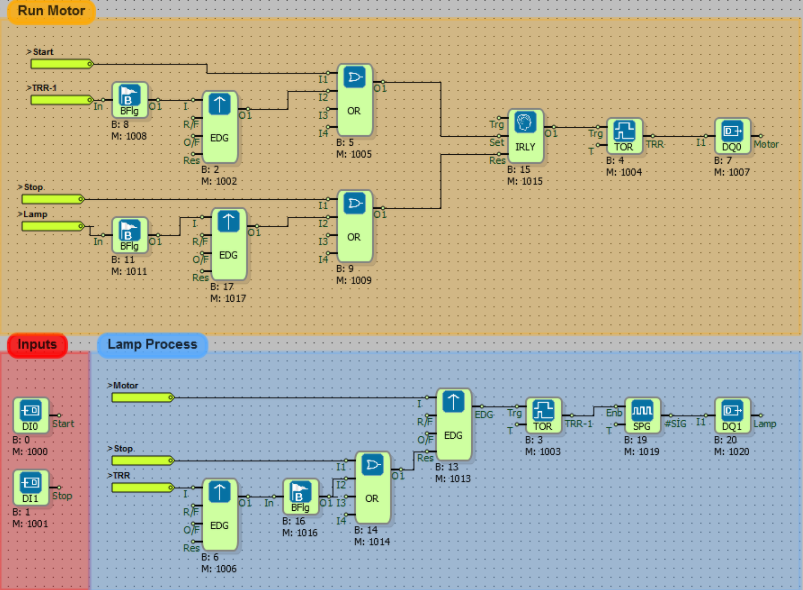 Run Motor
>Start
I1
>TRR-1
In
BFlg
O1
B: 8
M: 1008
I
R/F
O/F
Res
EDG
O1
B: 2
M: 1002
I2
I3
I4
OR
O1
B: 5
M: 1005
Trg
Set
Res
IRLY
O1
B: 15
M: 1015
Trg
T
TOR
TRR
B: 4
M: 1004
I1
DQ0
Motor
B: 7
M: 1007
>Stop
>Lamp
In
BFlg
O1
B: 11
M: 1011
I
R/F
O/F
Res
EDG
O1
B: 17
M: 1017
I1
I2
I3
I4
OR
O1
B: 9
M: 1009
Inputs
DI0
Start
B: 0
M: 1000
DI1
Stop
B: 1
M: 1001
Lamp Process
>Motor
I
R/F
O/F
Res
EDG
EDG
B: 13
M: 1013
Trg
T
TOR
TRR-1
B: 3
M: 1003
Enb
T
SPG
#SIG
B: 19
M: 1019
I1
DQ1
Lamp
B: 20
M: 1020
>Stop
>TRR
I
R/F
O/F
Res
EDG
O1
B: 6
M: 1006
In
BFlg
O1
B: 16
M: 1016
I1
I2
I3
I4
OR
O1
B: 14
M: 1014